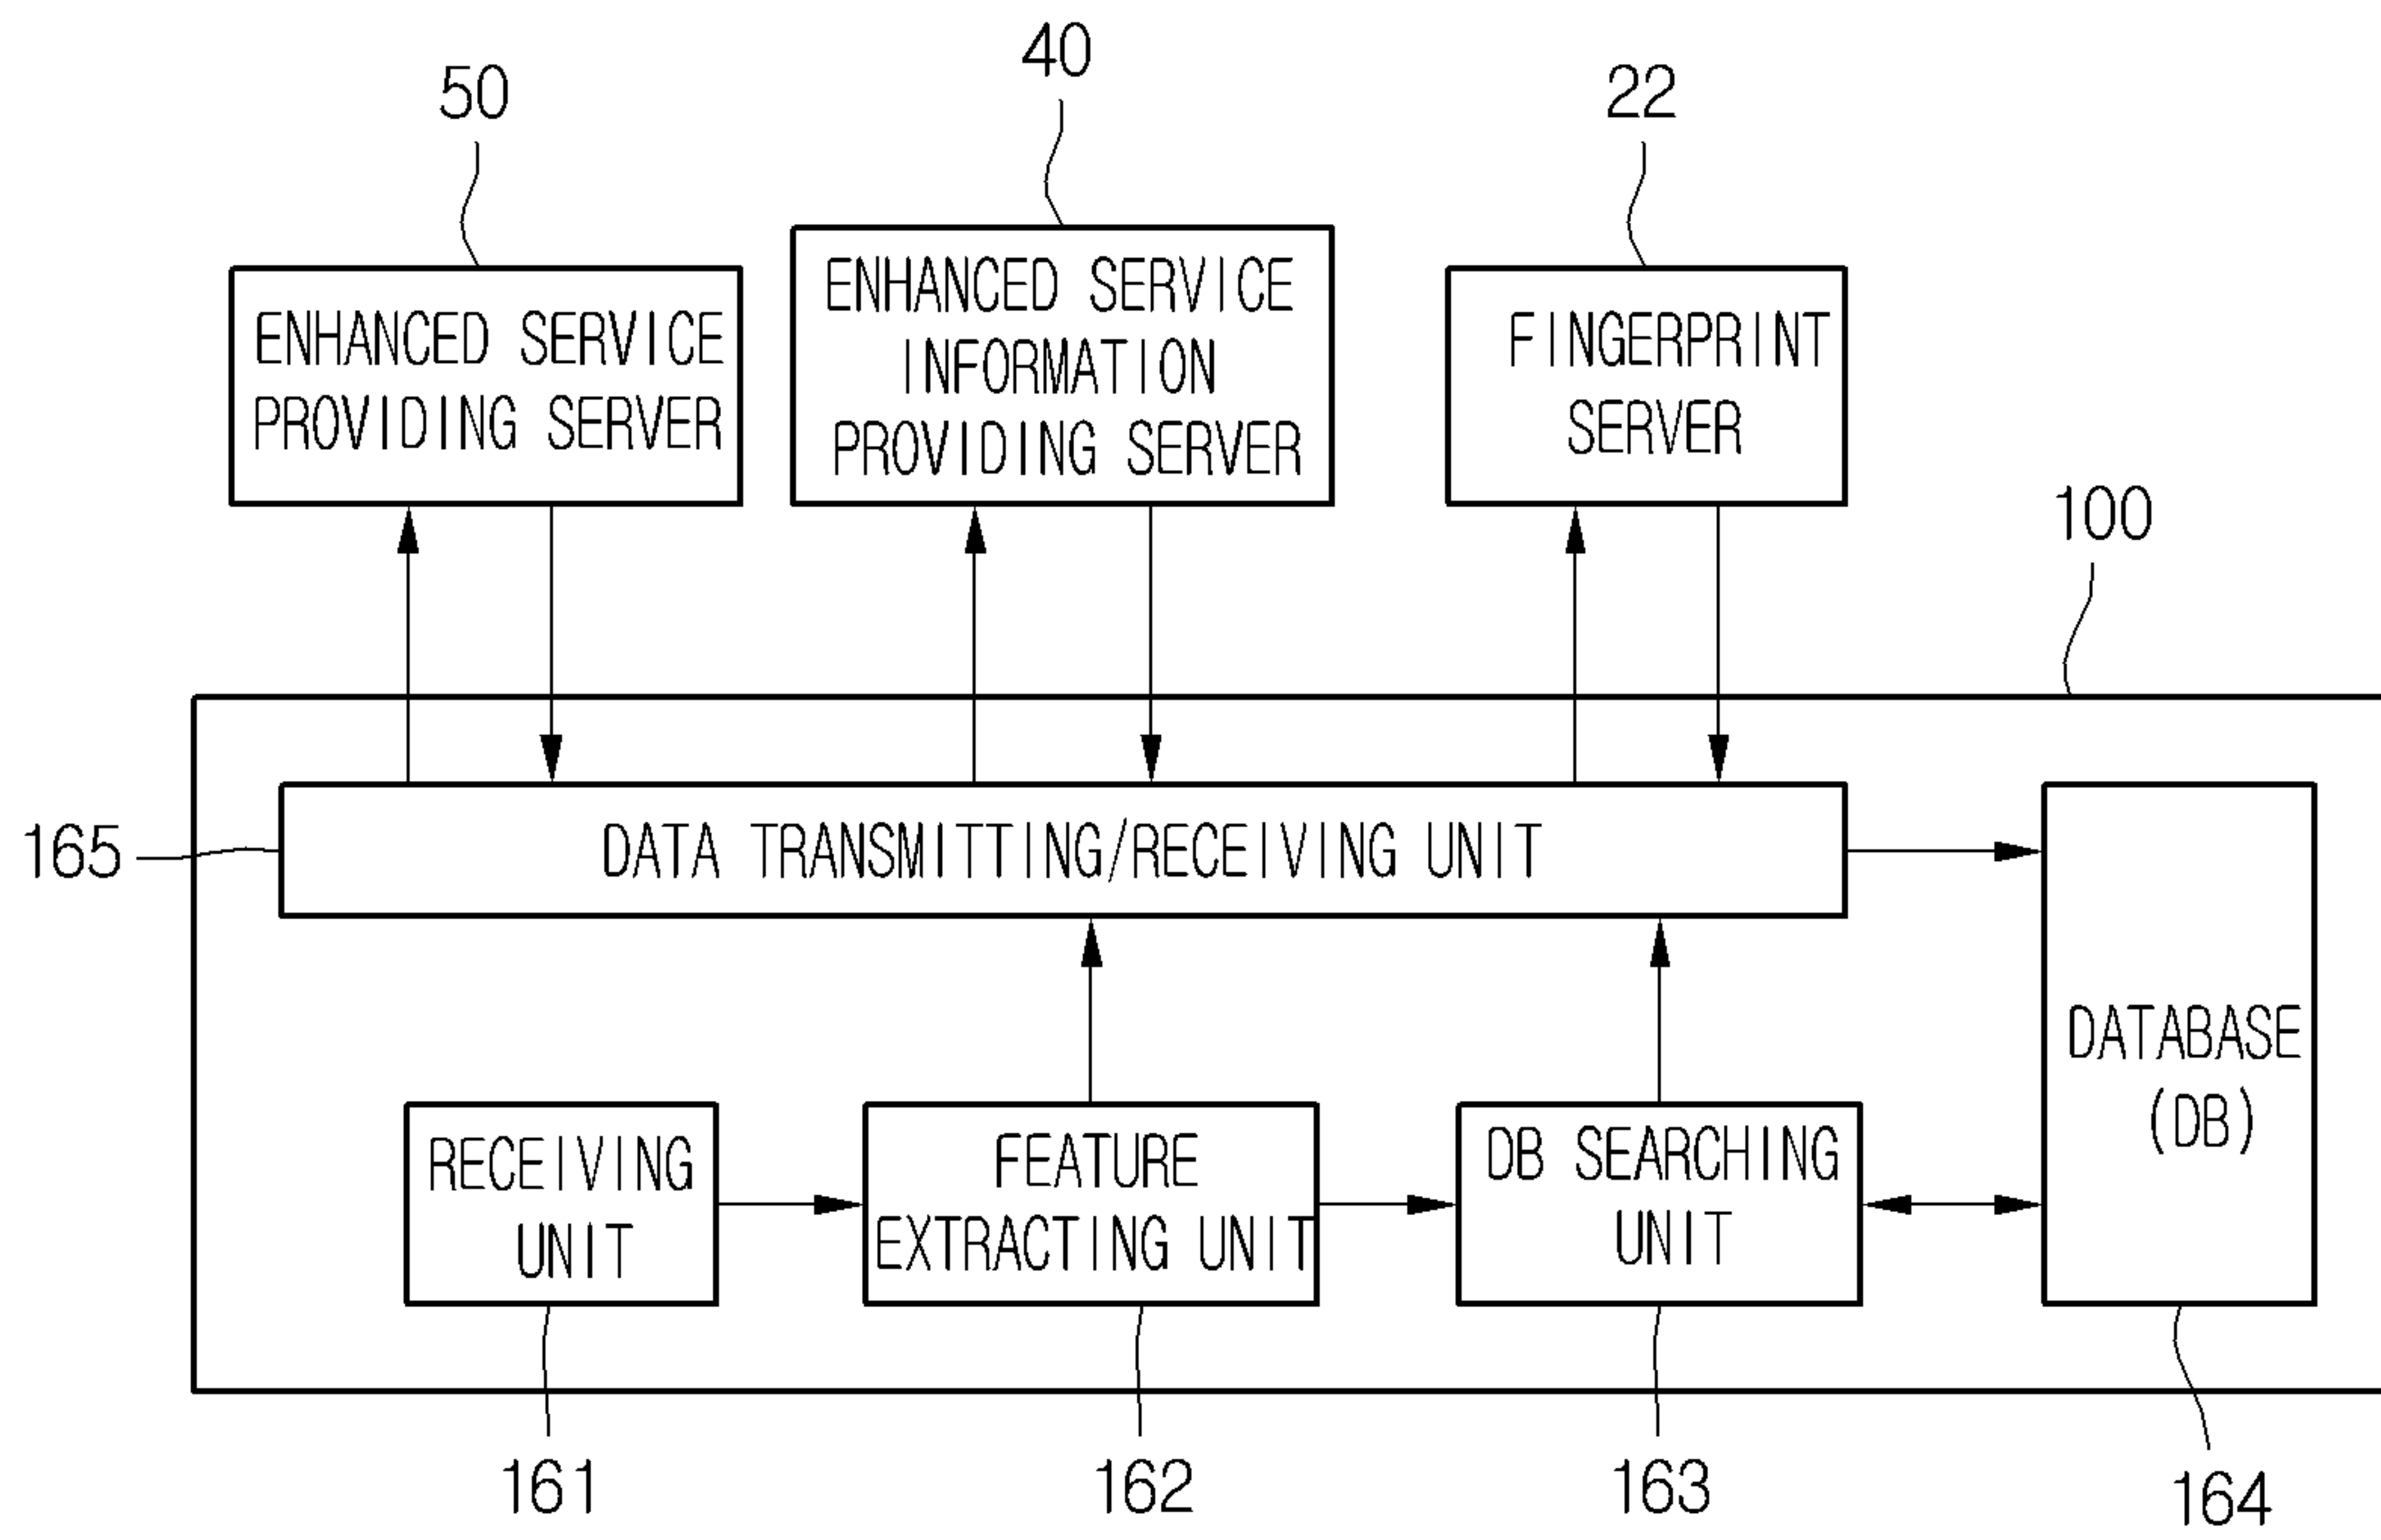 40
50
22
ENHANCED SERVICE
PROVIDING SERVER
ENHANCED SERVICE
INFORMATION
PROVIDING SERVER
FINGERPRINT
SERVER
100
165
DATA TRANSMITTING/RECEIVING UNIT
DATABASE
(DB)
RECEIVING
UNIT
FEATURE
EXTRACTING UNIT
DB SEARCHING
UNIT
161
162
163
164